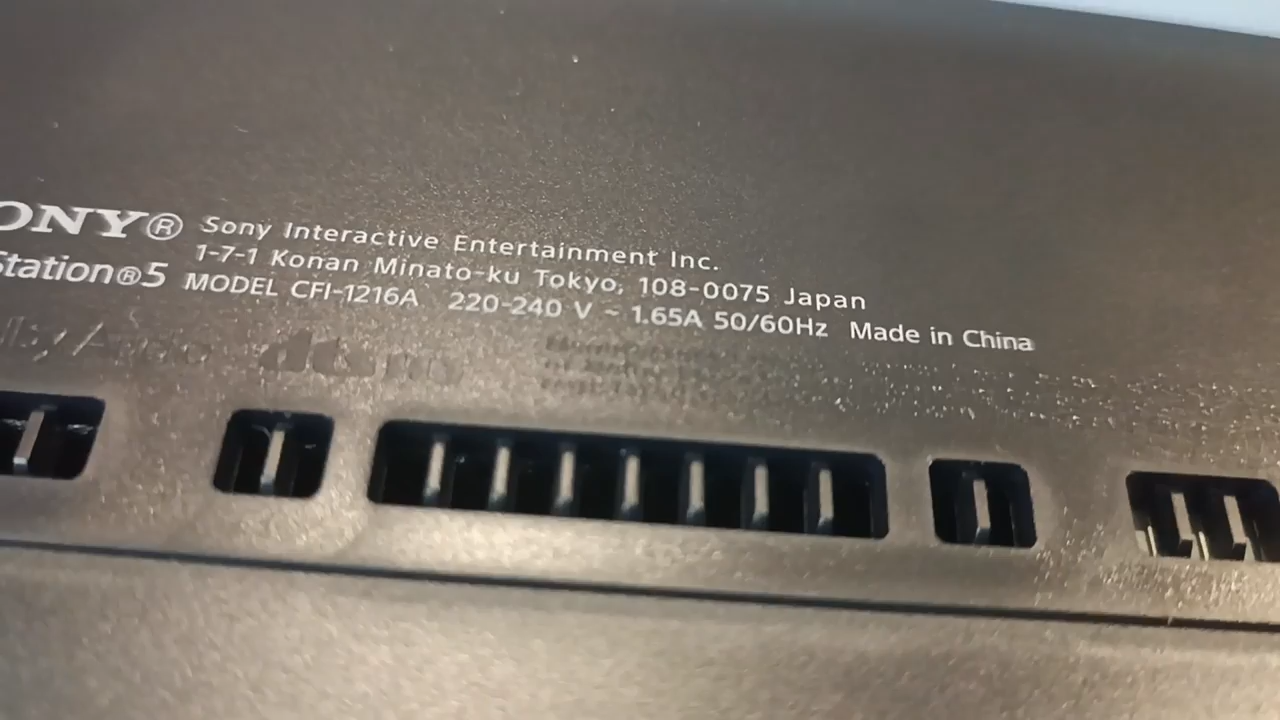 ONY® Sony Interactive Entertainment Inc.
1-7-1 Konan Minato-ku Tokyo, 108-0075 Japan
Station®5 MODEL CFI-1216A 220-240 V ~ 1.65A 50/60Hz Made in China
dts